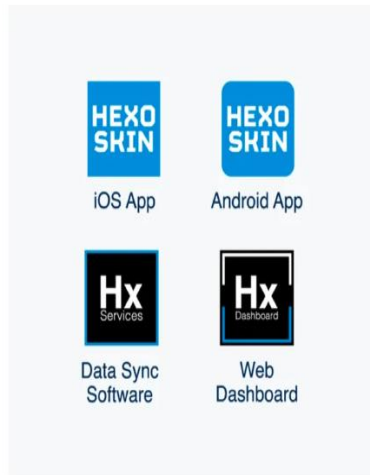 HEXO
SKIN
HEXO
SKIN
iOS App
Android App
Hx
Services
Hx
Dashboard
Data Sync
Software
Web
Dashboard